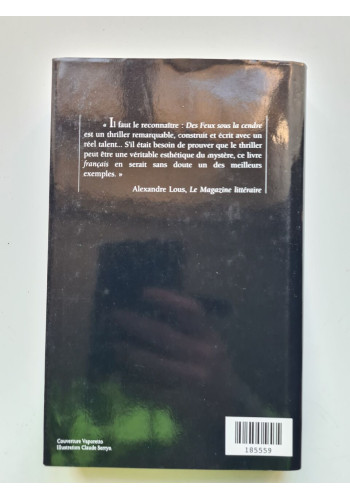 « Il faut le reconnaître : Des Feux sous la cendre
est un thriller remarquable, construit et écrit avec un
réel talent... S'il était besoin de prouver que le thriller
peut être une véritable esthétique du mystère, ce livre
français en serait sans doute un des meilleurs
exemples. »
Alexandre Lous, Le Magazine littéraire
Couverture Vaporetto
Illustration Claude Sarryn
185559